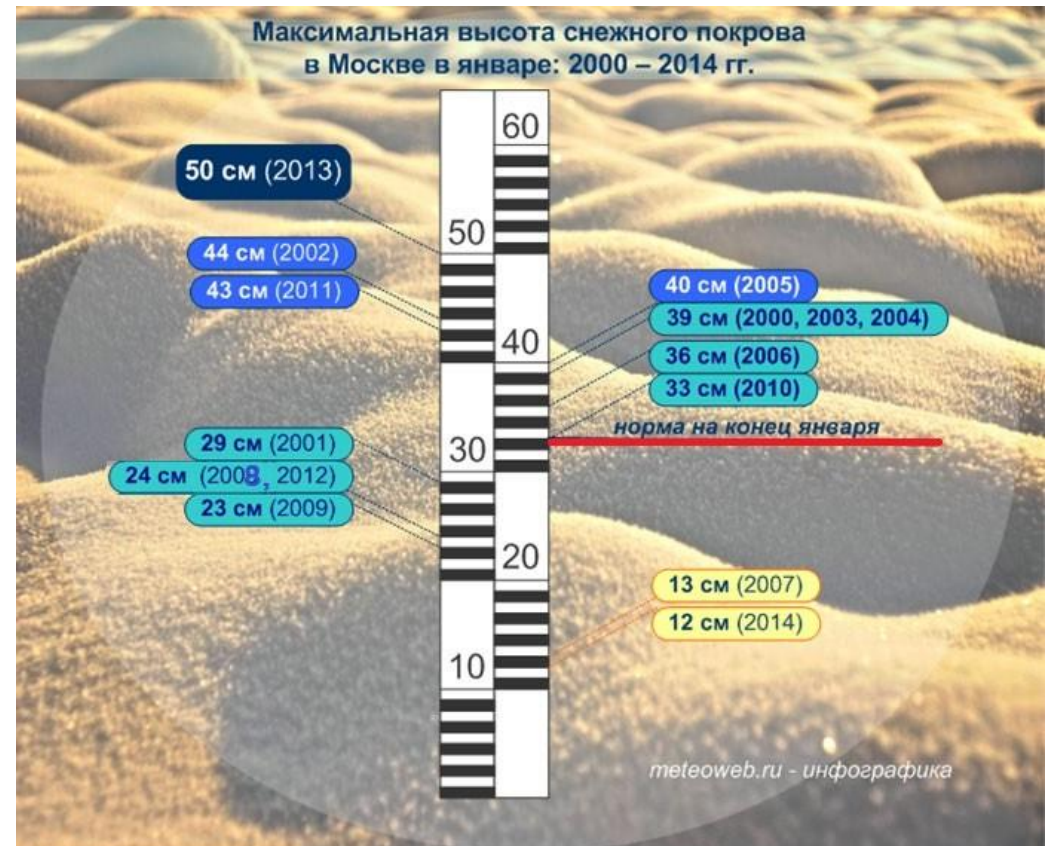 Максимальная высота снежного покрова
в Москве в январе: 2000 – 2014 гг.
60
50 см (2013)
50
44 см (2002)
43 см (2011)
40 см (2005)
39 см (2000, 2003, 2004)
40
36 см (2006)
33 см (2010)
норма на конец января
29 см (2001)
30
24 см (2008, 2012)
23 см (2009)
20
13 см (2007)
12 см (2014)
10
meteoweb.ru - инфографика